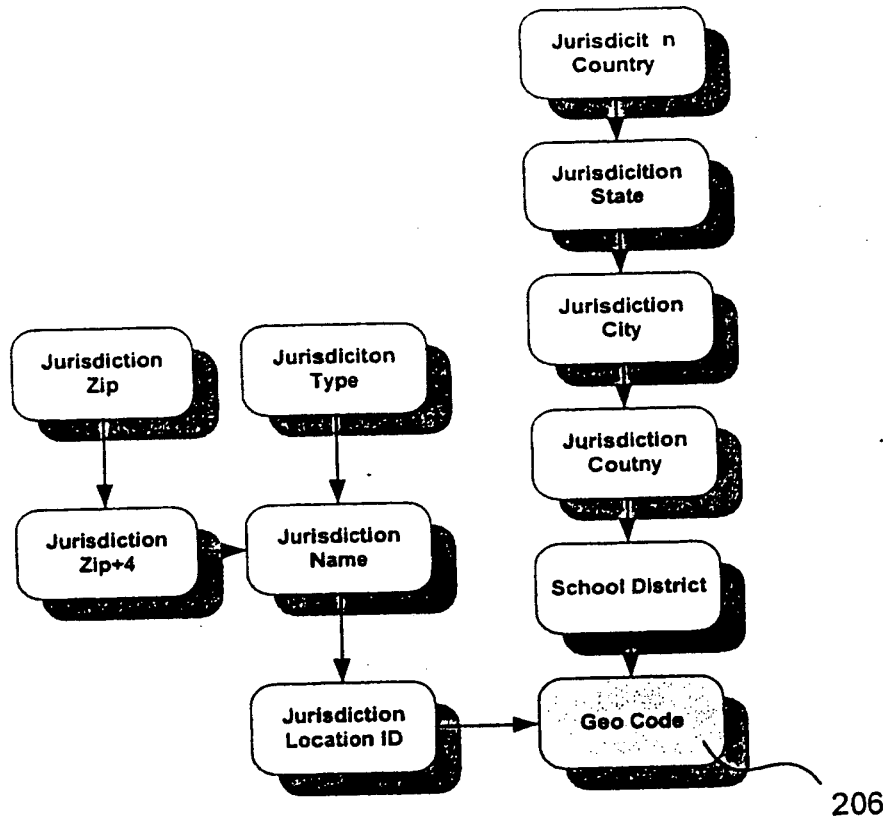 Jurisdicit n
Country
Jurisdicition
State
Jurisdiction
City
Jurisdiction
Zip
Jurisdiciton
Type
Jurisdiction
Coutny
Jurisdiction
Zip+4
Jurisdiction
Name
School District
Jurisdiction
Location ID
Geo Code
206